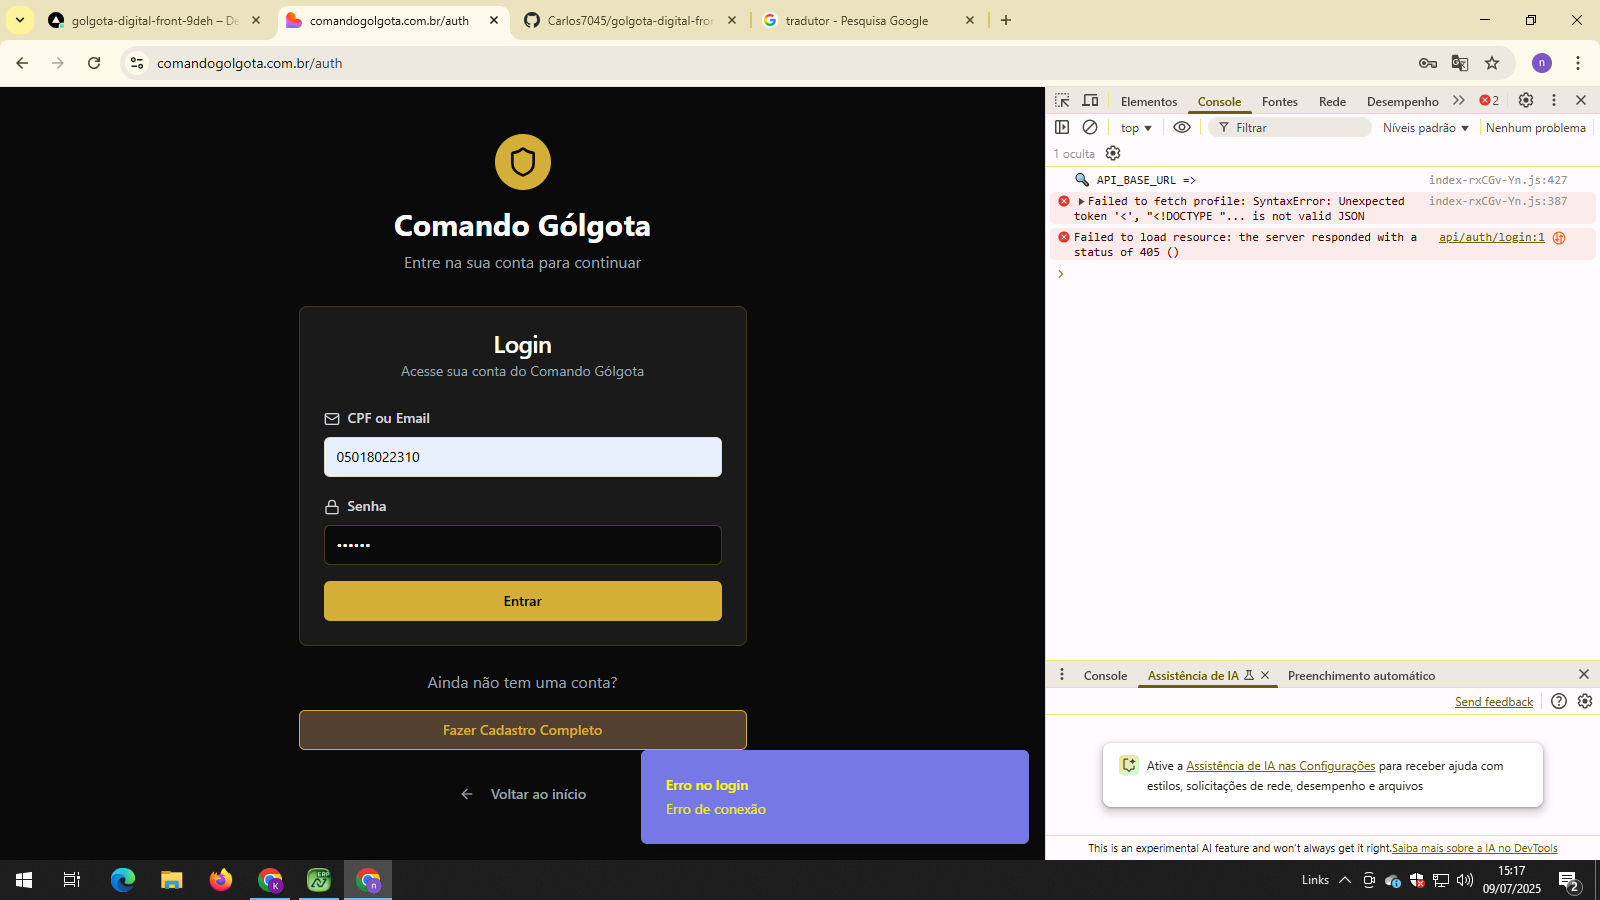 golgota-digital-front-9deh – De
comandogolgota.com.br/auth
Carlos7045/golgota-digital-fron
tradutor - Pesquisa Google
comandogolgota.com.br/auth
n
Comando Gólgota
Entre na sua conta para continuar
Login
Acesse sua conta do Comando Gólgota
CPF ou Email
05018022310
Senha
••••••
Entrar
Ainda não tem uma conta?
Fazer Cadastro Completo
Voltar ao início
Erro no login
Erro de conexão
Elementos
Console
Fontes
Rede
Desempenho
2
top
Filtrar
Níveis padrão
Nenhum problema
1 oculta
API_BASE_URL =>
index-rxCGv-Yn.js:427
Failed to fetch profile: SyntaxError: Unexpected
index-rxCGv-Yn.js:387
token '<', "<!DOCTYPE "... is not valid JSON
Failed to load resource: the server responded with a
api/auth/login:1
status of 405 ()
Console
Assistência de IA
Preenchimento automático
Send feedback
Ative a Assistência de IA nas Configurações para receber ajuda com
estilos, solicitações de rede, desempenho e arquivos
This is an experimental AI feature and won't always get it right.Saiba mais sobre a IA no DevTools
K
ERP
n
Links
15:17
09/07/2025
2